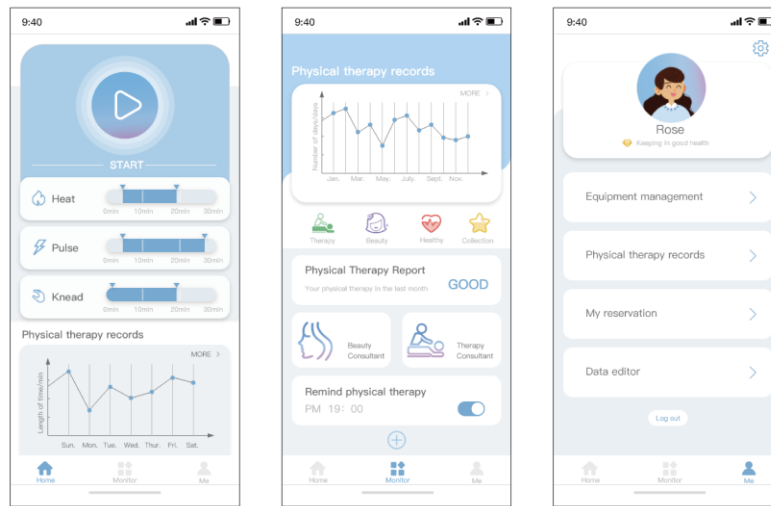 9:40
START
Heat
0min 10min 20min 30min
Pulse
0min 10min 20min 30min
Knead
0min 10min 20min 30min
Physical therapy records
MORE >
Length of time/min
Sun. Mon. Tue. Wed. Thur. Fri. Sat.
Home Monitor Me
9:40
Physical therapy records
MORE >
Number of days/days
Jan. Mar. May. July. Sept. Nov.
Therapy Beauty Healthy Collection
Physical Therapy Report
Your physical therapy in the last month
GOOD
Beauty
Consultant
Therapy
Consultant
Remind physical therapy
PM 19: 00
Home Monitor Me
9:40
Rose
Keeping in good health
Equipment management
Physical therapy records
My reservation
Data editor
Log out
Home Monitor Me